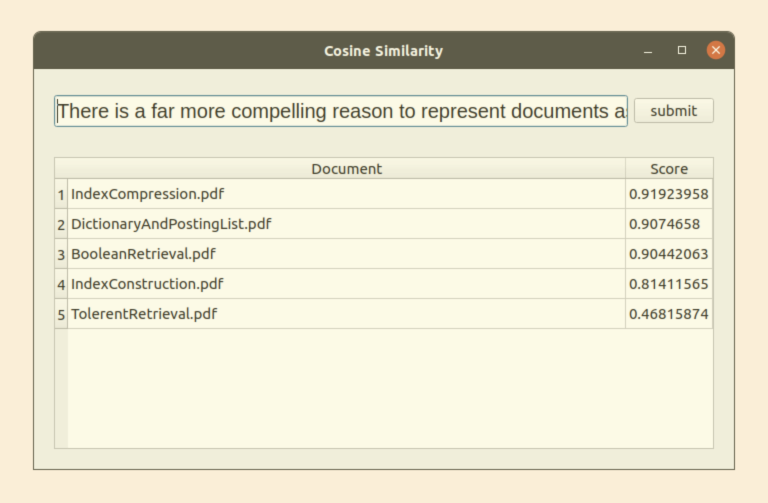 Cosine Similarity
There is a far more compelling reason to represent documents a
submit
Document Score
1 IndexCompression.pdf 0.91923958
2 DictionaryAndPostingList.pdf 0.9074658
3 BooleanRetrieval.pdf 0.90442063
4 IndexConstruction.pdf 0.81411565
5 TolerentRetrieval.pdf 0.46815874